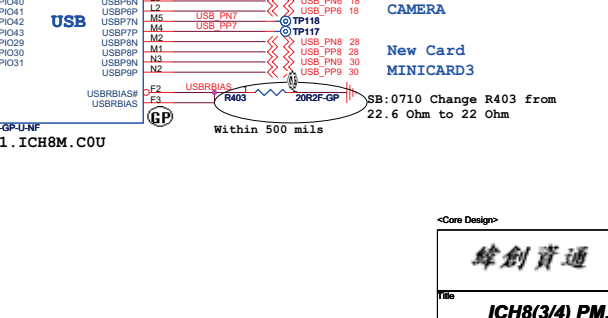 PIO40
PIO41
PIO42
PIO43
PIO29
PIO30
PIO31
USB
USBP6N
USBP6P
USBP7N
USBP7P
USBP8N
USBP8P
USBP9N
USBP9P
USBRBIAS#
USBRBIAS
L2
M5
M4
M2
M1
N3
N2
F2
F3
USB_PN7
USB_PP7
TP118
TP117
USB_PN6 18
USB_PP6 18
USB_PN8 28
USB_PP8 28
USB_PN9 30
USB_PP9 30
CAMERA
New Card
MINICARD3
USBRBIAS 1
R403
20R2F-GP
GP
SB:0710 Change R403 from
22.6 Ohm to 22 Ohm
Within 500 mils
-GP-U-NF
1.ICH8M.C0U
<Core Design>
緯創資通
Title
ICH8(3/4) PM,